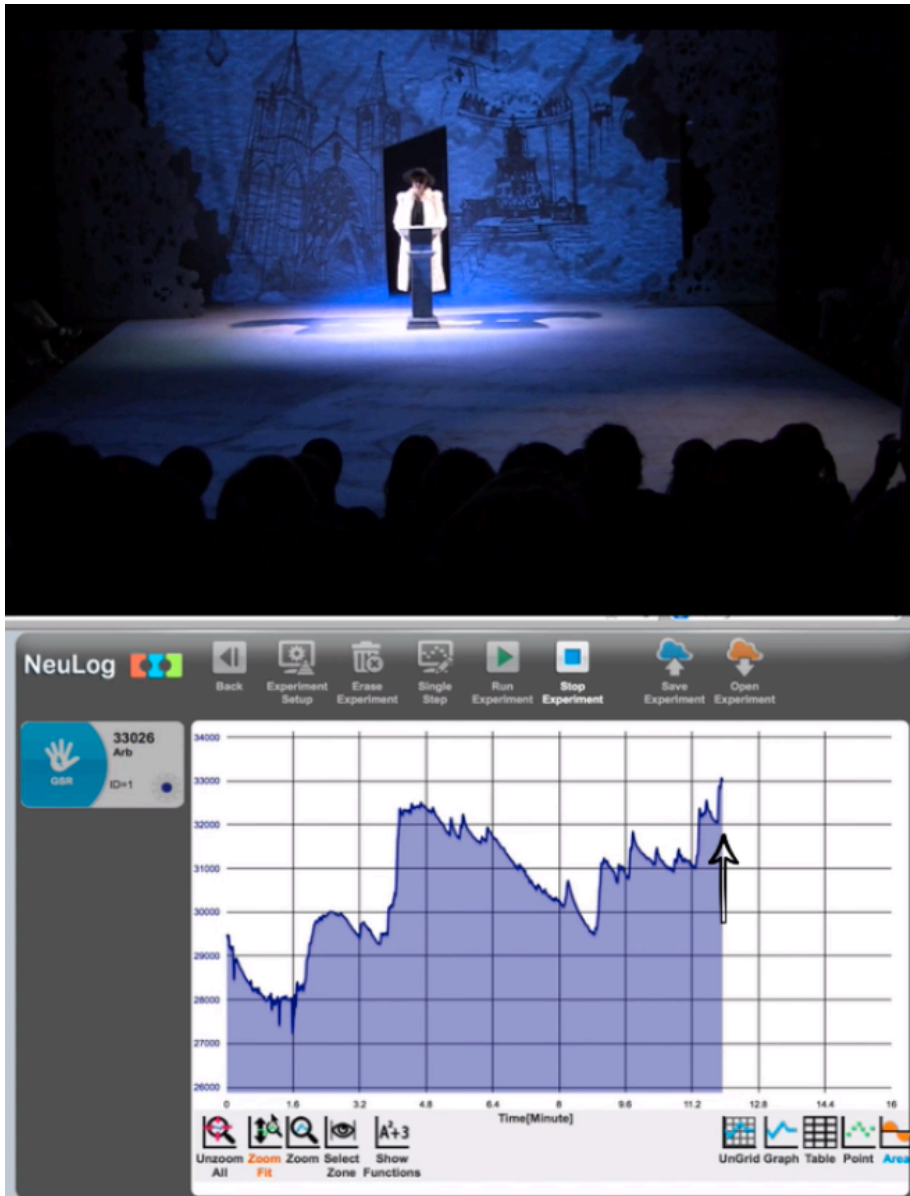 NeuLog
Back
Experiment Setup
Erase Experiment
Single Step
Run Experiment
Stop Experiment
Save Experiment
Open Experiment
33026
Arb
GSR
ID=1
34000
33000
32000
31000
30000
29000
28000
27000
26000
0 1.6 3.2 4.8 6.4 8 9.6 11.2 12.8 14.4 16
Time[Minute]
A²+3
Unzoom All
Zoom Fit
Zoom
Select Zone
Show Functions
UnGrid
Graph
Table
Point
Area